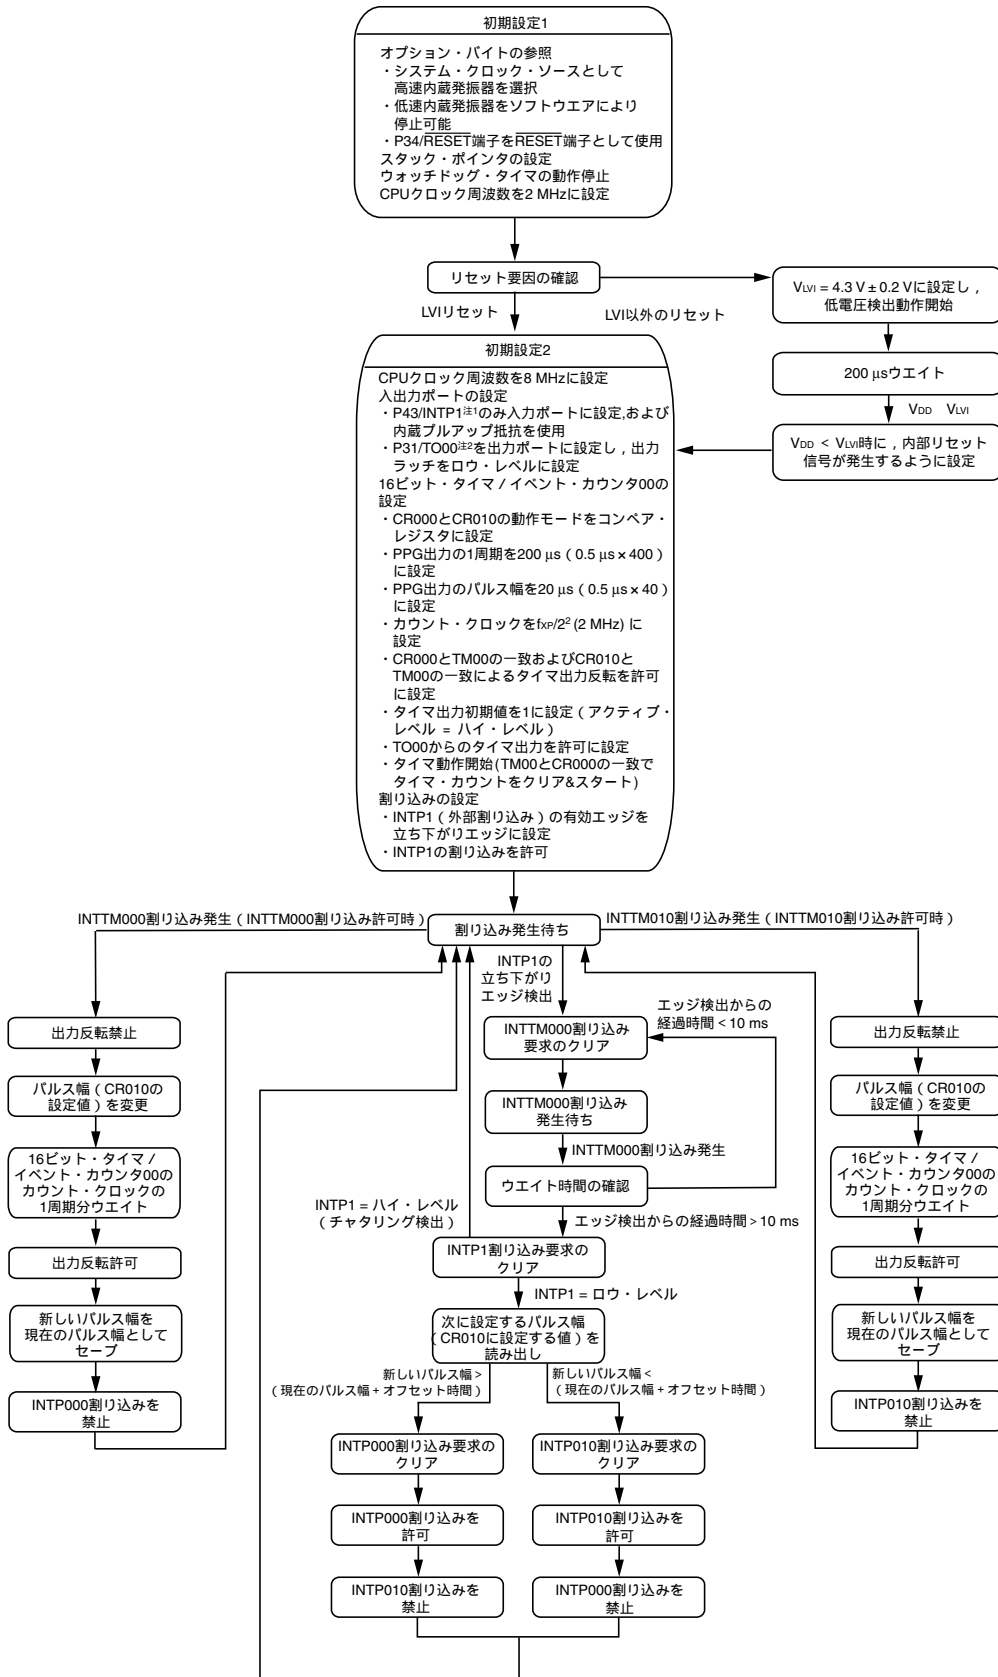 初期設定1
オプション・バイトの参照
・システム・クロック・ソースとして
高速内蔵発振器を選択
・低速内蔵発振器をソフトウエアにより
停止可能
・P34/RESET端子をRESET端子として使用
スタック・ポインタの設定
ウォッチドッグ・タイマの動作停止
CPUクロック周波数を2 MHzに設定
リセット要因の確認
LVIリセット
LVI以外のリセット
VLVI = 4.3 V ± 0.2 Vに設定し，
低電圧検出動作開始
200 μsウエイト
VDD VLVI
VDD < VLVI時に，内部リセット
信号が発生するように設定
初期設定2
CPUクロック周波数を8 MHzに設定
入出力ポートの設定
・P43/INTP1注1のみ入力ポートに設定,および
内蔵プルアップ抵抗を使用
・P31/TO00注2を出力ポートに設定し，出力
ラッチをロウ・レベルに設定
16ビット・タイマ / イベント・カウンタ00の
設定
・CR000とCR010の動作モードをコンペア・
レジスタに設定
・PPG出力の1周期を200 μs（0.5 μs × 400）
に設定
・PPG出力のパルス幅を20 μs（0.5 μs × 40）
に設定
・カウント・クロックをfXP/2² (2 MHz) に
設定
・CR000とTM00の一致およびCR010と
TM00の一致によるタイマ出力反転を許可
に設定
・タイマ出力初期値を1に設定（アクティブ・
レベル = ハイ・レベル）
・TO00からのタイマ出力を許可に設定
・タイマ動作開始(TM00とCR000の一致で
タイマ・カウントをクリア&スタート)
割り込みの設定
・INTP1（外部割り込み）の有効エッジを
立ち下がりエッジに設定
・INTP1の割り込みを許可
INTTM000割り込み発生（INTTM000割り込み許可時）
割り込み発生待ち
INTTM010割り込み発生（INTTM010割り込み許可時）
出力反転禁止
パルス幅（CR010の
設定値）を変更
16ビット・タイマ /
イベント・カウンタ00の
カウント・クロックの
1周期分ウエイト
出力反転許可
新しいパルス幅を
現在のパルス幅として
セーブ
INTP000割り込みを
禁止
INTP1の
立ち下がり
エッジ検出
INTTM000割り込み
要求のクリア
エッジ検出からの
経過時間 < 10 ms
INTTM000割り込み
発生待ち
INTTM000割り込み発生
ウエイト時間の確認
エッジ検出からの経過時間 > 10 ms
INTP1 = ハイ・レベル
（チャタリング検出）
INTP1割り込み要求の
クリア
INTP1 = ロウ・レベル
次に設定するパルス幅
（CR010に設定する値）を
読み出し
新しいパルス幅 >
（現在のパルス幅 + オフセット時間）
新しいパルス幅 <
（現在のパルス幅 + オフセット時間）
INTP000割り込み要求の
クリア
INTP000割り込みを
許可
INTP010割り込みを
禁止
INTP010割り込み要求の
クリア
INTP010割り込みを
許可
INTP000割り込みを
禁止
出力反転禁止
パルス幅（CR010の
設定値）を変更
16ビット・タイマ /
イベント・カウンタ00の
カウント・クロックの
1周期分ウエイト
出力反転許可
新しいパルス幅を
現在のパルス幅として
セーブ
INTP010割り込みを
禁止